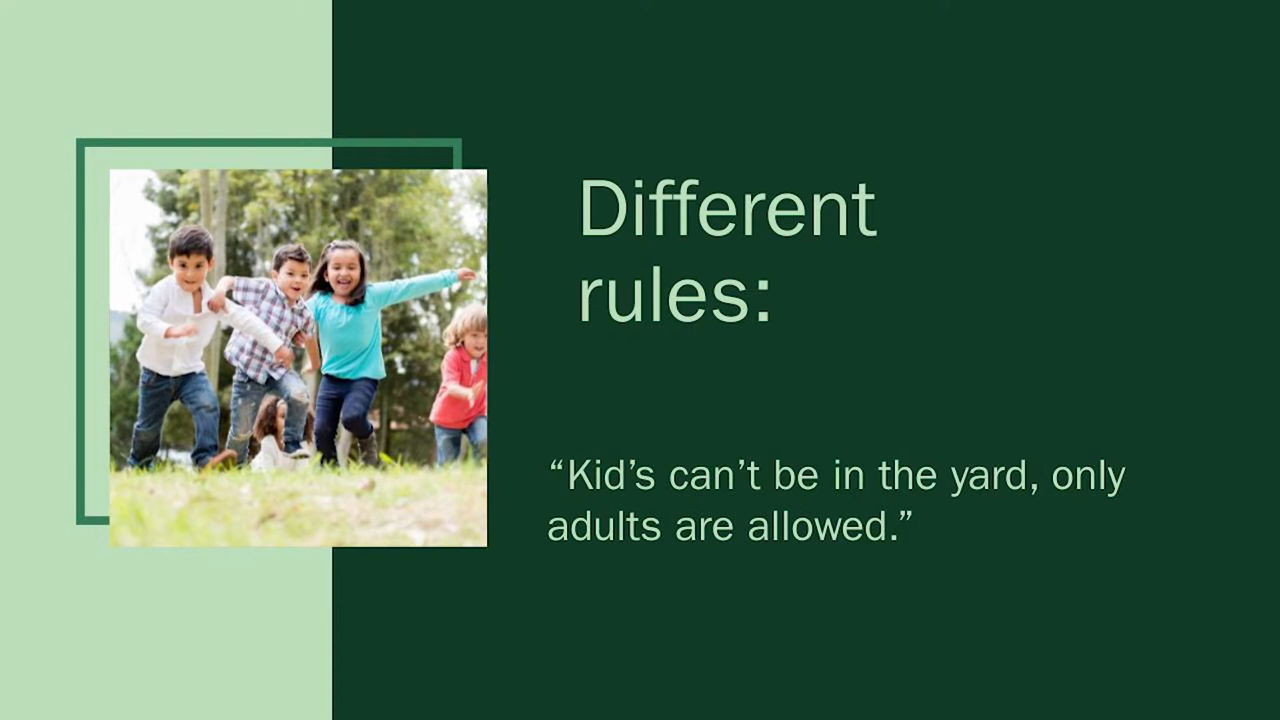 Different
rules:
“Kid’s can’t be in the yard, only
adults are allowed.”